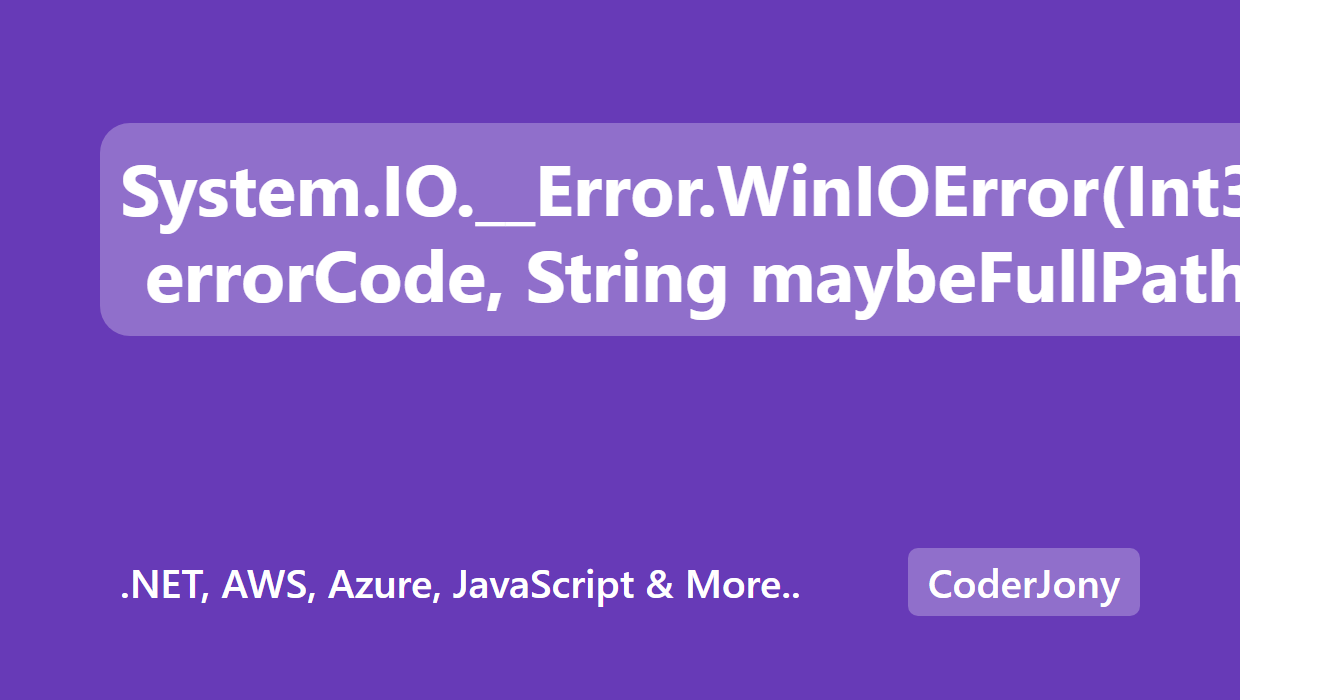 System.IO.__Error.WinIOError(Int3
errorCode, String maybeFullPath
.NET, AWS, Azure, JavaScript & More..
CoderJony